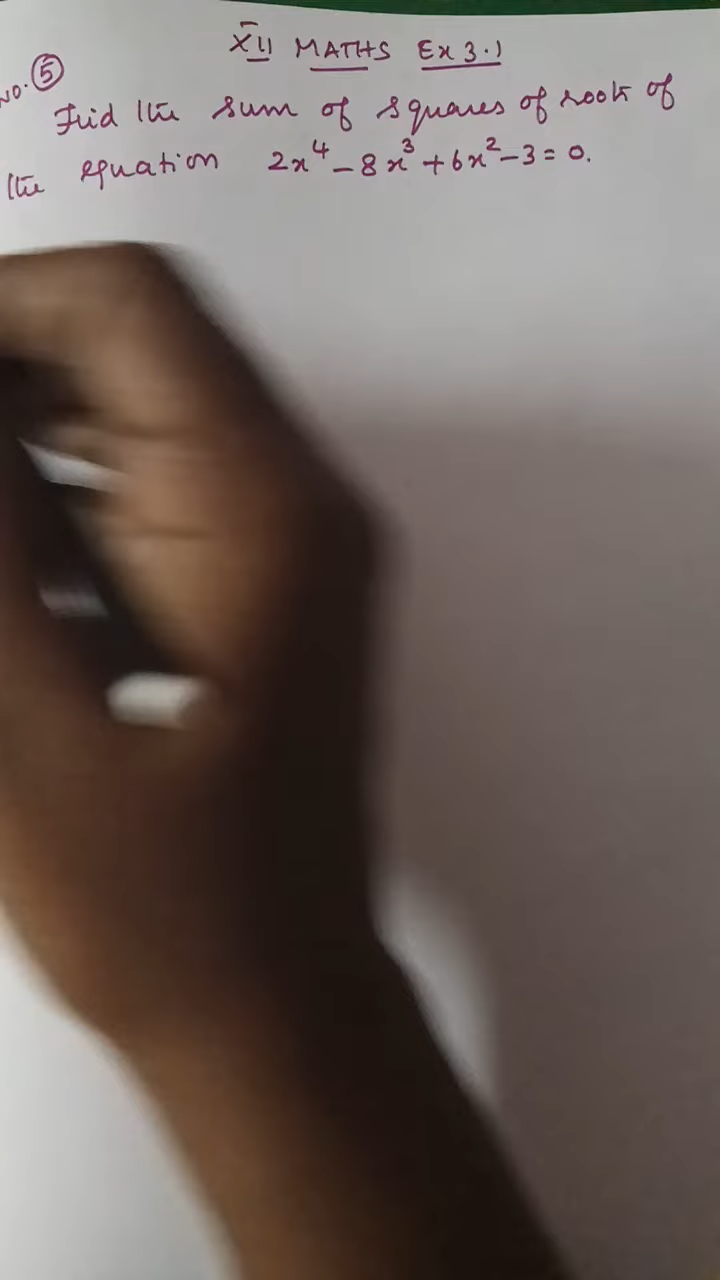 XII MATHS Ex 3.1
NO. ⑤
Find the sum of squares of roots of
the equation 2x⁴ – 8x³ + 6x² – 3 = 0.